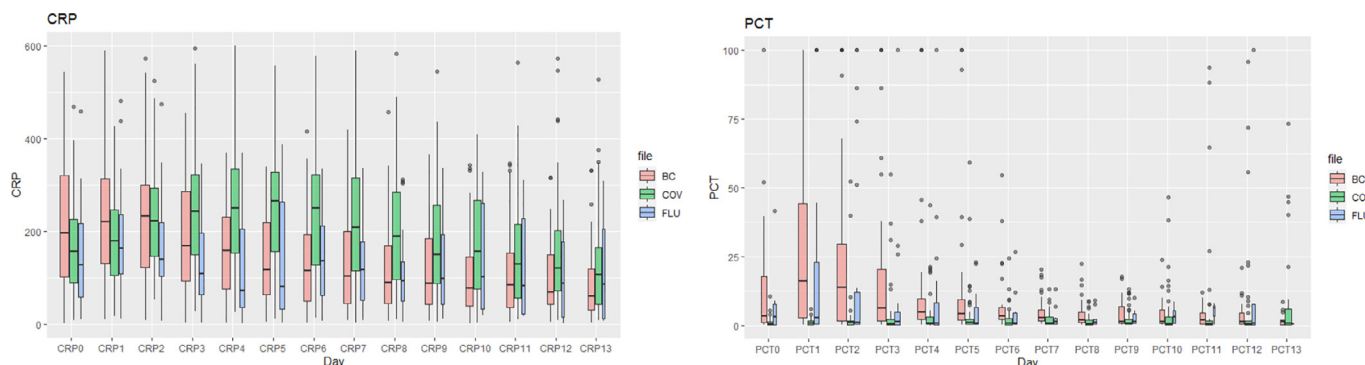 CRP
600
400
200
0
CRP
CRP0 CRP1 CRP2 CRP3 CRP4 CRP5 CRP6 CRP7 CRP8 CRP9 CRP10 CRP11 CRP12 CRP13
Day
file
BC
COV
FLU
PCT
100
75
50
25
0
PCT
PCT0 PCT1 PCT2 PCT3 PCT4 PCT5 PCT6 PCT7 PCT8 PCT9 PCT10 PCT11 PCT12 PCT13
Day
file
BC
CO
FLU